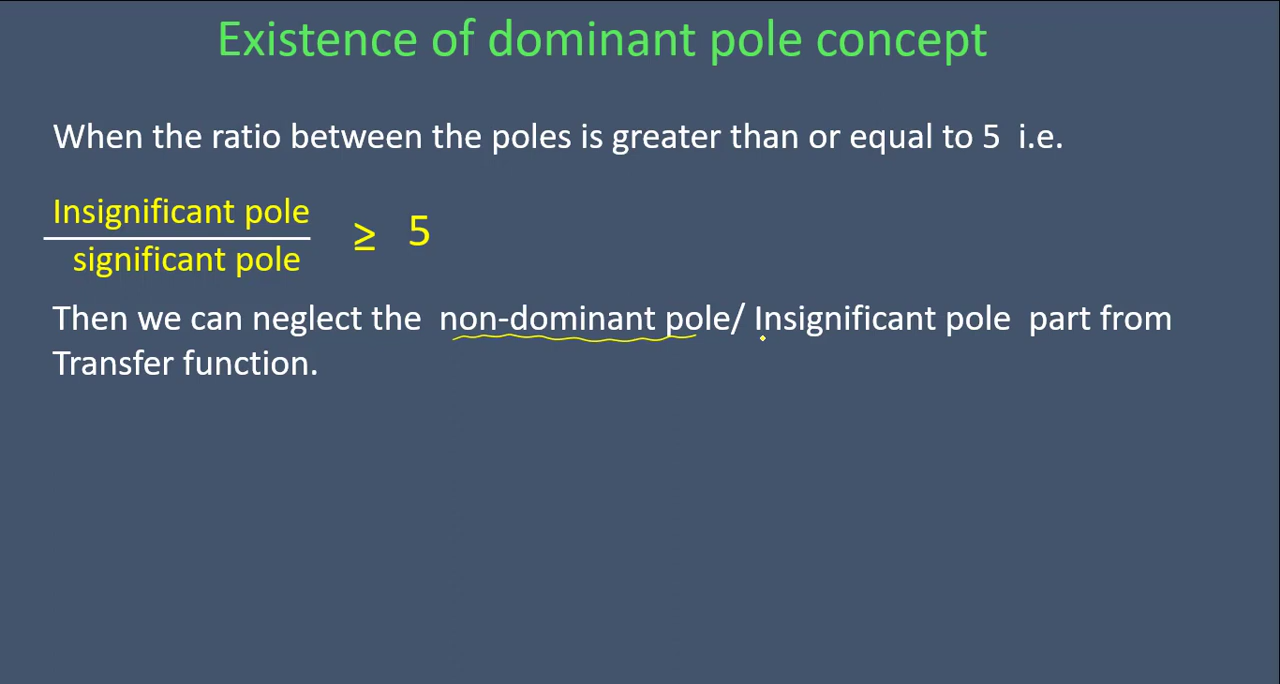 Existence of dominant pole concept
When the ratio between the poles is greater than or equal to 5 i.e.
Insignificant pole
significant pole
≥ 5
Then we can neglect the non-dominant pole/ Insignificant pole part from
Transfer function.